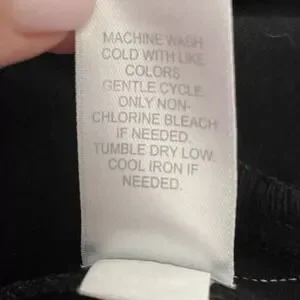 MACHINE WASH
COLD WITH LIKE
COLORS
GENTLE CYCLE.
ONLY NON-
CHLORINE BLEACH
IF NEEDED.
TUMBLE DRY LOW.
COOL IRON IF
NEEDED.